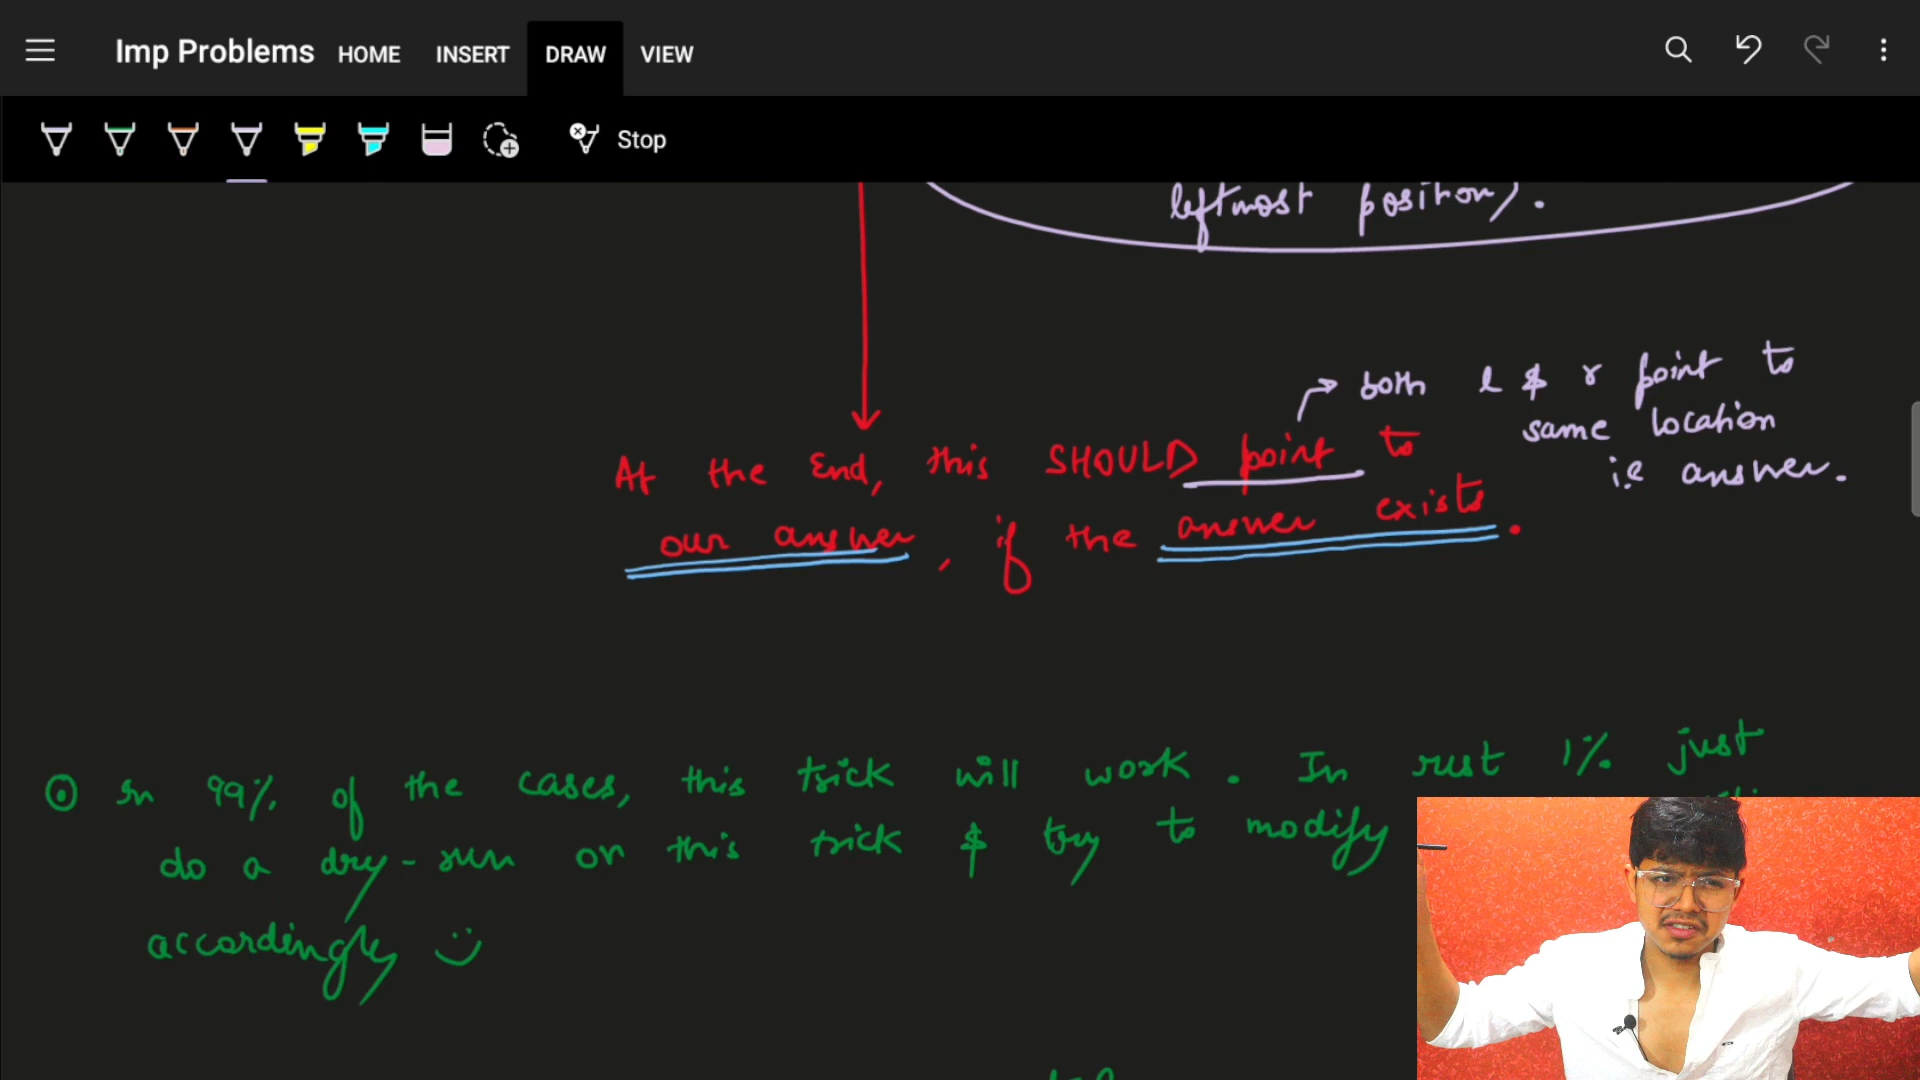 Imp Problems HOME INSERT DRAW VIEW
Stop
leftmost position).
both l & r point to
same location
i.e answer.
At the End, this SHOULD point to
our answer, if the answer exists.
In 99% of the cases, this trick will work. In rest 1% just
do a dry-run on this trick & try to modify
accordingly